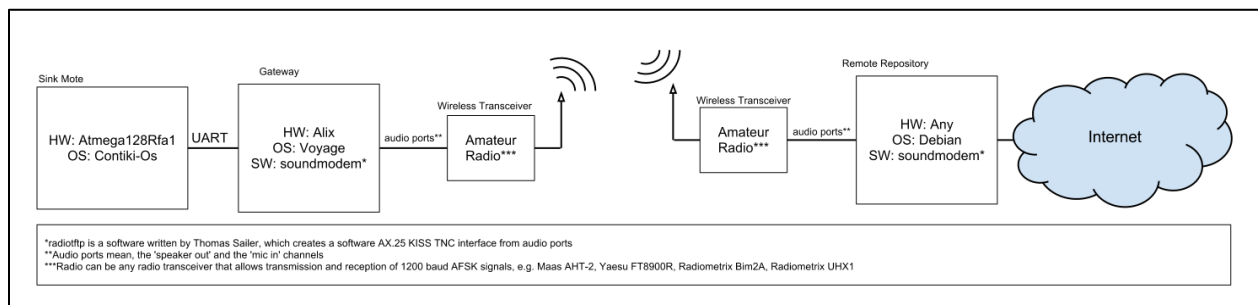 Sink Mote
HW: Atmega128Rfa1
OS: Contiki-Os
UART
Gateway
HW: Alix
OS: Voyage
SW: soundmodem*
audio ports**
Wireless Transceiver
Amateur
Radio***
Wireless Transceiver
Amateur
Radio***
audio ports**
Remote Repository
HW: Any
OS: Debian
SW: soundmodem*
Internet
*radiotftp is a software written by Thomas Sailer, which creates a software AX.25 KISS TNC interface from audio ports
**Audio ports mean, the 'speaker out' and the 'mic in' channels
***Radio can be any radio transceiver that allows transmission and reception of 1200 baud AFSK signals, e.g. Maas AHT-2, Yaesu FT8900R, Radiometrix Bim2A, Radiometrix UHX1